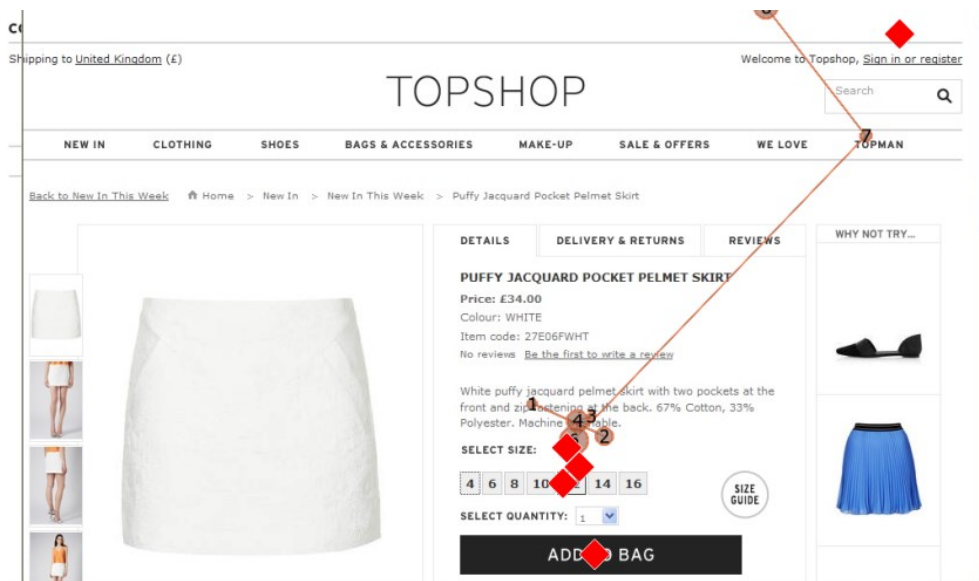 Shipping to United Kingdom (£)
Welcome to Topshop, Sign in or register
TOPSHOP
Search
NEW IN CLOTHING SHOES BAGS & ACCESSORIES MAKE-UP SALE & OFFERS WE LOVE TOPMAN
Back to New In This Week Home > New In > New In This Week > Puffy Jacquard Pocket Pelmet Skirt
DETAILS DELIVERY & RETURNS REVIEWS
WHY NOT TRY...
PUFFY JACQUARD POCKET PELMET SKIRT
Price: £34.00
Colour: WHITE
Item code: 27E06FWHT
No reviews Be the first to write a review
White puffy jacquard pelmet skirt with two pockets at the
front and zip fastening at the back. 67% Cotton, 33%
Polyester. Machine
SELECT SIZE:
4 6 8 10 14 16
SIZE
GUIDE
SELECT QUANTITY: 1
ADD BAG
7
1
4
3
2